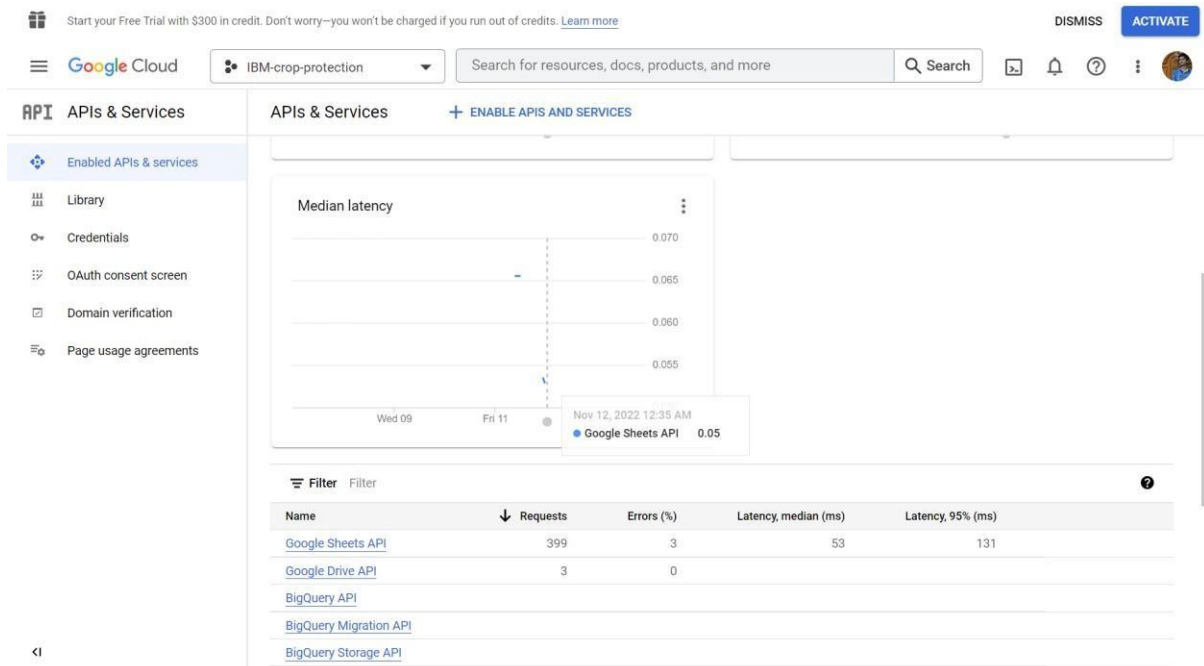 Start your Free Trial with $300 in credit. Don't worry—you won't be charged if you run out of credits. Learn more
DISMISS
ACTIVATE
Google Cloud
IBM-crop-protection
Search for resources, docs, products, and more
Search
API APIs & Services
APIs & Services
ENABLE APIS AND SERVICES
Enabled APIs & services
Library
Credentials
OAuth consent screen
Domain verification
Page usage agreements
Median latency
0.070
0.065
0.060
0.055
Wed 09
Fri 11
Nov 12, 2022 12:35 AM
Google Sheets API 0.05
Filter Filter
Name Requests Errors (%) Latency, median (ms) Latency, 95% (ms)
Google Sheets API 399 3 53 131
Google Drive API 3 0
BigQuery API
BigQuery Migration API
BigQuery Storage API